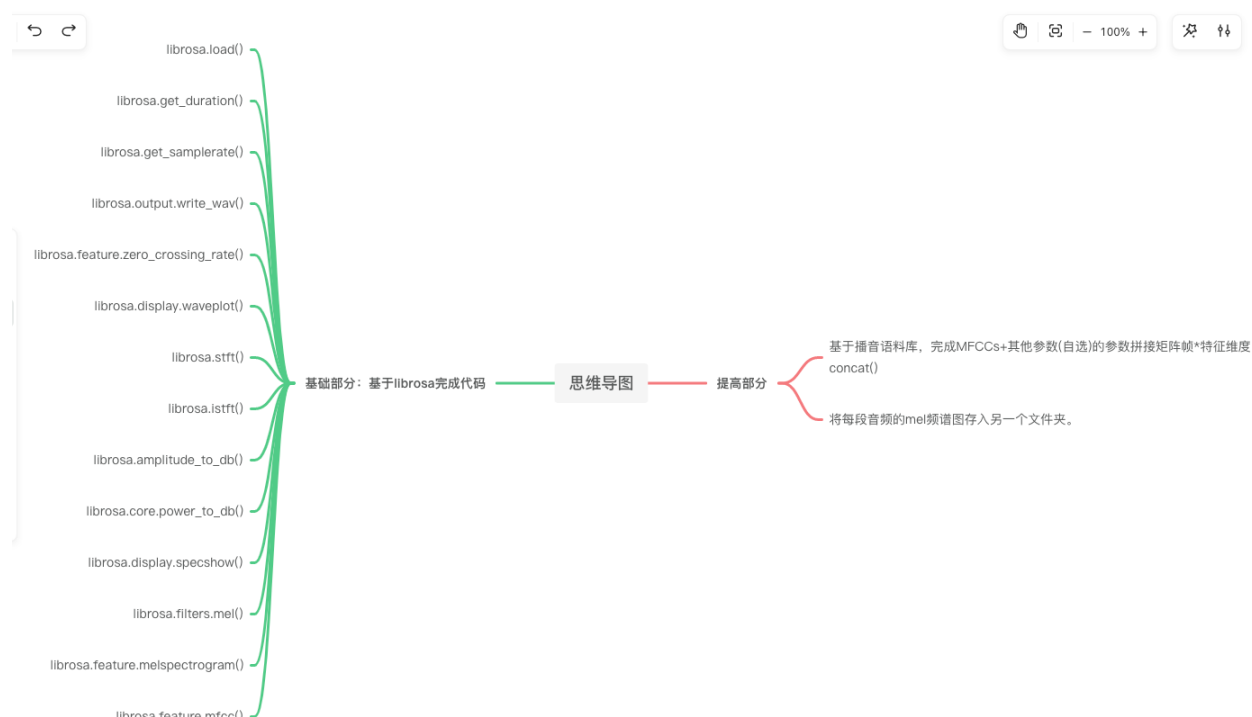 100%
librosa.load()
librosa.get_duration()
librosa.get_samplerate()
librosa.output.write_wav()
librosa.feature.zero_crossing_rate()
librosa.display.waveplot()
librosa.stft()
基础部分：基于librosa完成代码
librosa.istft()
librosa.amplitude_to_db()
librosa.core.power_to_db()
librosa.display.specshow()
librosa.filters.mel()
librosa.feature.melspectrogram()
librosa.feature.mfcc()
思维导图
提高部分
基于播音语料库，完成MFCCs+其他参数(自选)的参数拼接矩阵帧*特征维度
concat()
将每段音频的mel频谱图存入另一个文件夹。